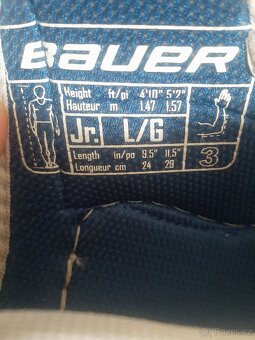 BAUER
Height ft/pi 4'10" 5'2"
Hauteur m 1.47 1.57
Jr. L/G
Length in/po 9.5" 11.5"
Longueur cm 24 29
3